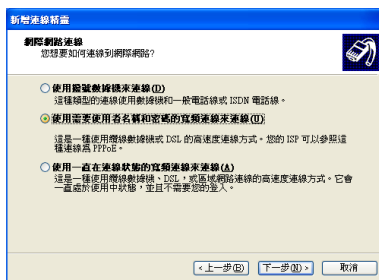 新增連線精靈
網際網路連線
您想要如何連線到網際網路?
使用撥號數據機來連線(D)
這種類型的連線使用數據機和一般電話線或 ISDN 電話線。
使用需要使用者名稱和密碼的寬頻連線來連線(U)
這是一種使用纜線數據機或 DSL 的高速度連線方式。您的 ISP 可以參照這
種連線為 PPPoE。
使用一直在連線狀態的寬頻連線來連線(A)
這是一種使用纜線數據機、DSL，或區域網路連線的高速度連線方式。它會
一直處於使用中狀態，並且不需要您的登入。
<上一步(B) 下一步(N)> 取消